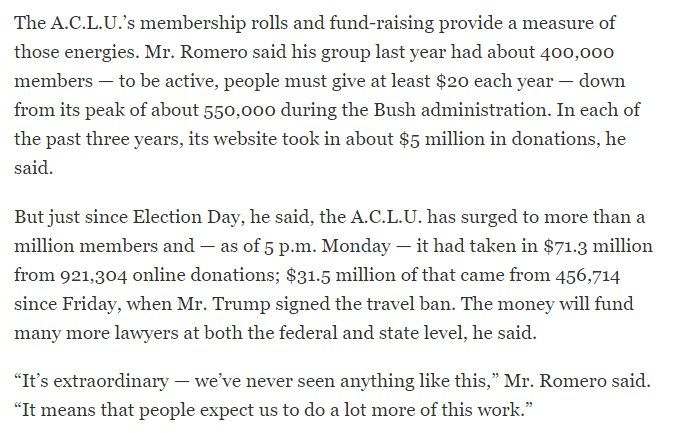 The A.C.L.U.’s membership rolls and fund-raising provide a measure of
those energies. Mr. Romero said his group last year had about 400,000
members — to be active, people must give at least $20 each year — down
from its peak of about 550,000 during the Bush administration. In each of
the past three years, its website took in about $5 million in donations, he
said.
But just since Election Day, he said, the A.C.L.U. has surged to more than a
million members and — as of 5 p.m. Monday — it had taken in $71.3 million
from 921,304 online donations; $31.5 million of that came from 456,714
since Friday, when Mr. Trump signed the travel ban. The money will fund
many more lawyers at both the federal and state level, he said.
“It’s extraordinary — we’ve never seen anything like this,” Mr. Romero said.
“It means that people expect us to do a lot more of this work.”